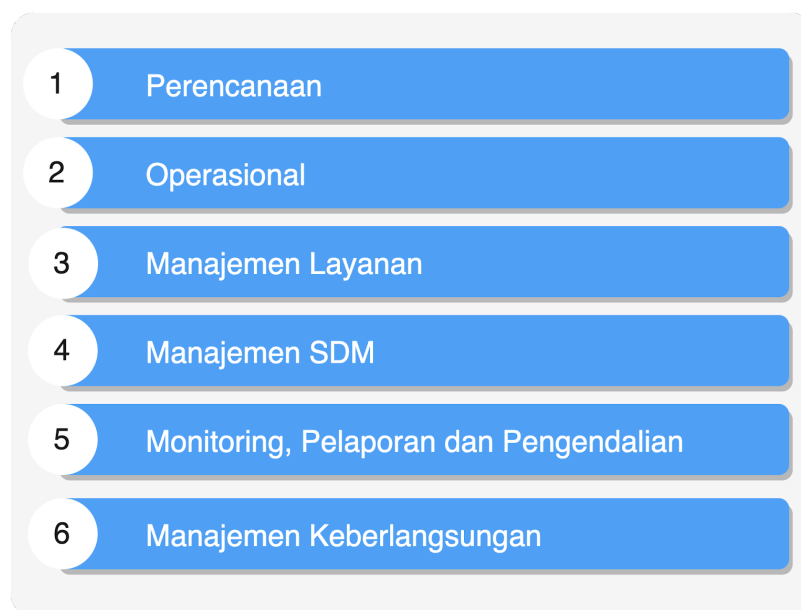 1 Perencanaan
2 Operasional
3 Manajemen Layanan
4 Manajemen SDM
5 Monitoring, Pelaporan dan Pengendalian
6 Manajemen Keberlangsungan